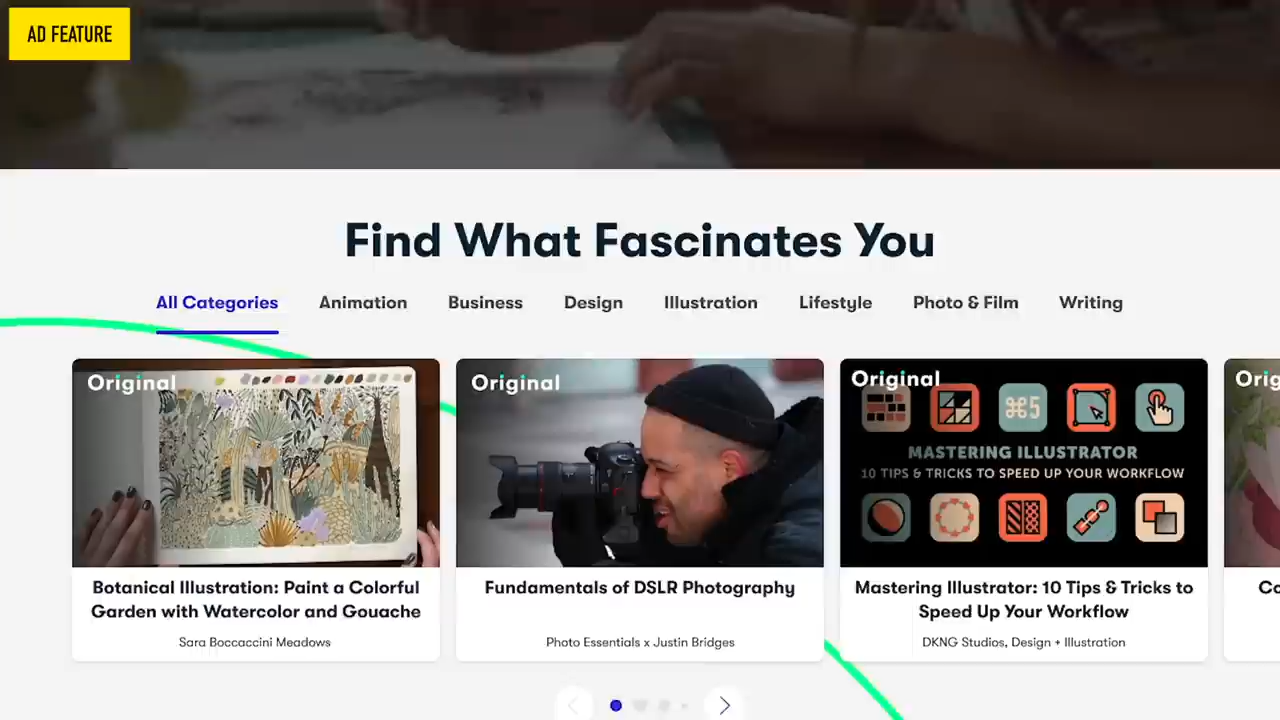 AD FEATURE
Find What Fascinates You
All Categories
Animation
Business
Design
Illustration
Lifestyle
Photo & Film
Writing
Original
Original
Original
Orig
⌘5
MASTERING ILLUSTRATOR
10 TIPS & TRICKS TO SPEED UP YOUR WORKFLOW
Botanical Illustration: Paint a Colorful
Garden with Watercolor and Gouache
Sara Boccaccini Meadows
Fundamentals of DSLR Photography
Photo Essentials x Justin Bridges
Mastering Illustrator: 10 Tips & Tricks to
Speed Up Your Workflow
DKNG Studios, Design + Illustration
Co